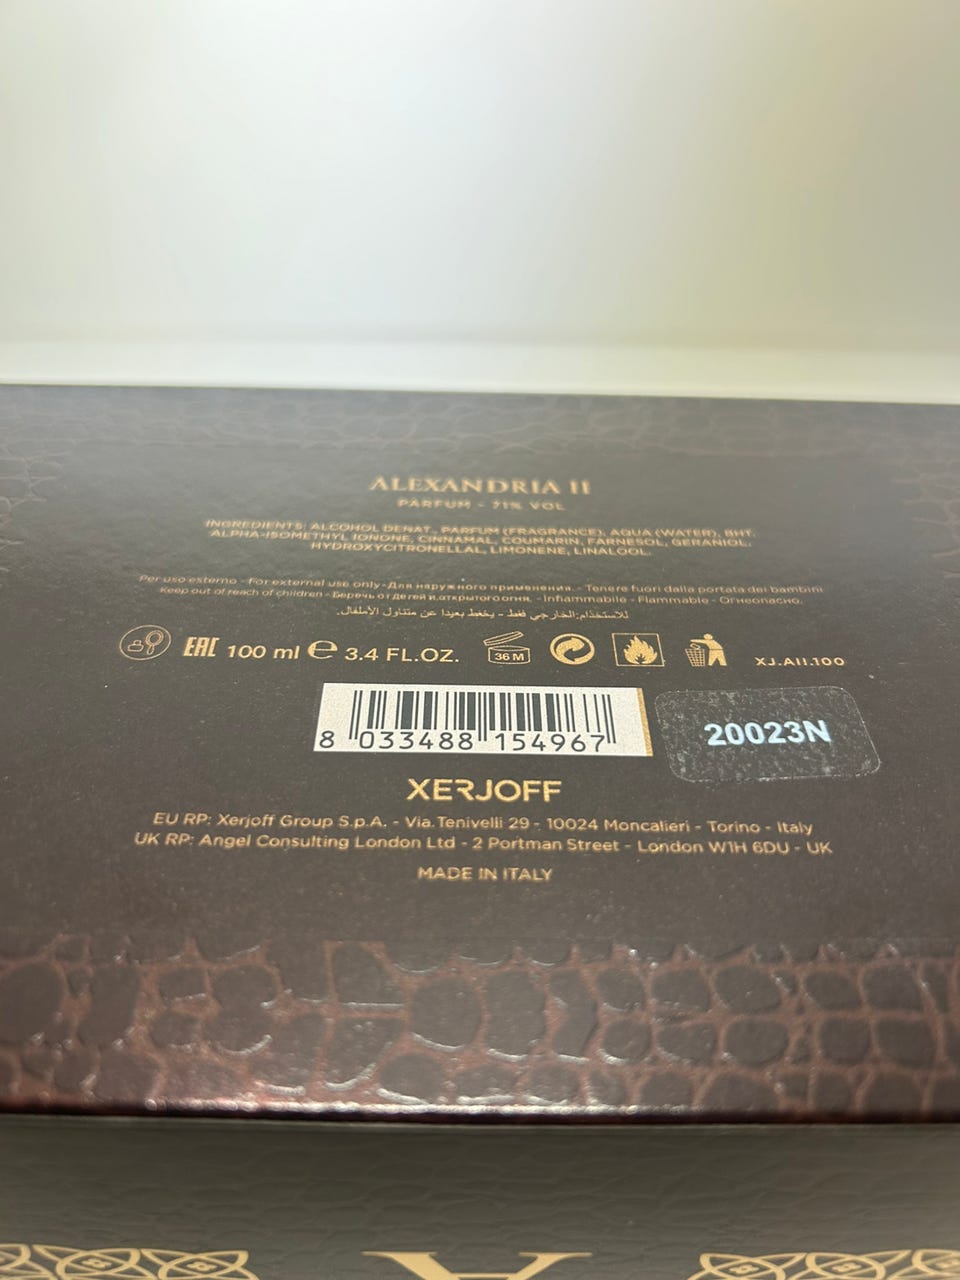 ALEXANDRIA II
PARFUM - 71% VOL
INGREDIENTS: ALCOHOL DENAT., PARFUM (FRAGRANCE), AQUA (WATER), BHT,
ALPHA-ISOMETHYL IONONE, CINNAMAL, COUMARIN, FARNESOL, GERANIOL,
HYDROXYCITRONELLAL, LIMONENE, LINALOOL.
Per uso esterno - For external use only - Для наружного применения. - Tenere fuori dalla portata dei bambini
Keep out of reach of children - Беречь от детей и открытого огня. - Infiammabile - Flammable - Огнеопасно.
للاستخدام الخارجي فقط - يحفظ بعيدا عن متناول الأطفال.
EAC 100 ml ℮ 3.4 FL.OZ. 36 M XJ.AII.100
8 033488 154967
20023N
XERJOFF
EU RP: Xerjoff Group S.p.A. - Via Tenivelli 29 - 10024 Moncalieri - Torino - Italy
UK RP: Angel Consulting London Ltd - 2 Portman Street - London W1H 6DU - UK
MADE IN ITALY